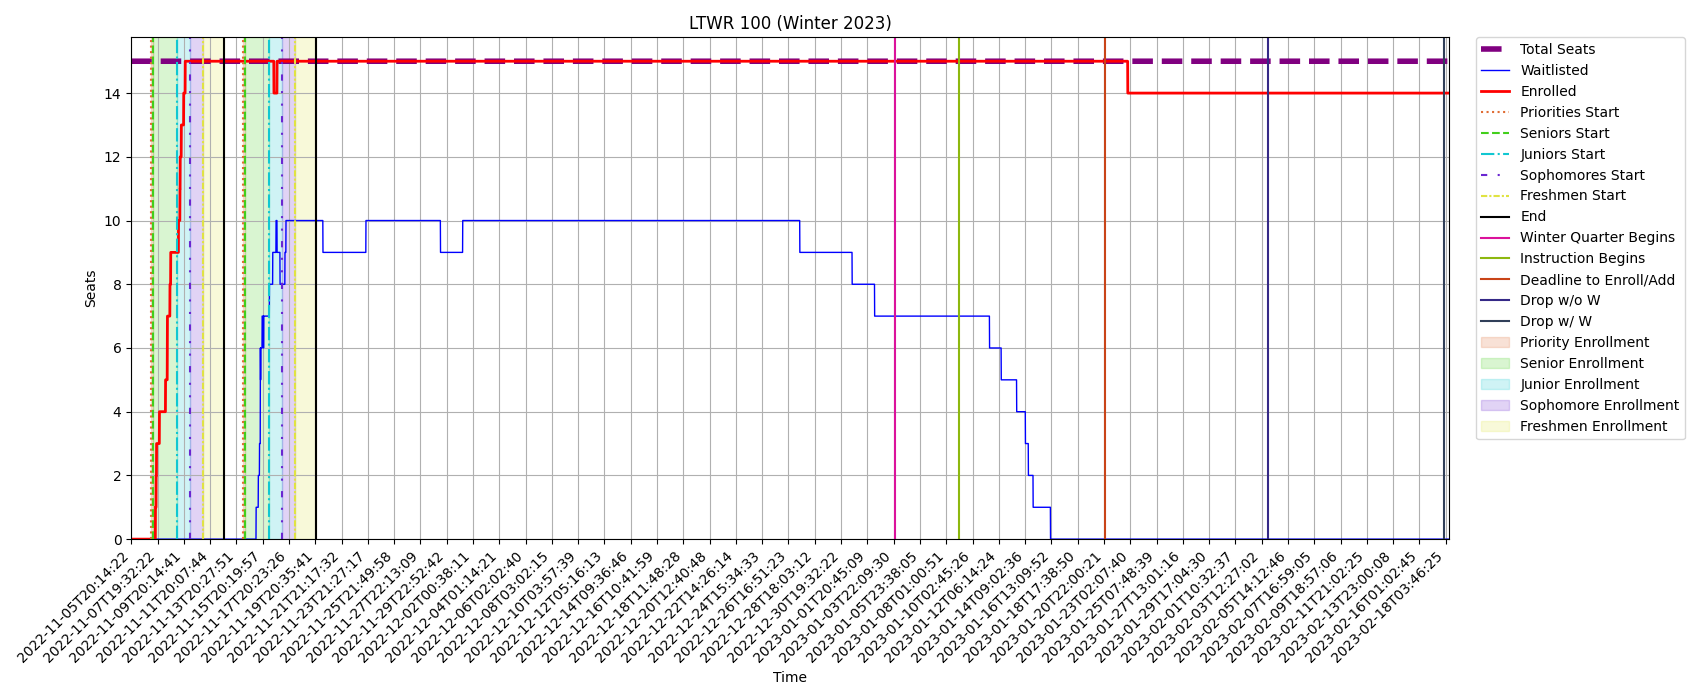 LTWR 100 (Winter 2023)
Total Seats
Waitlisted
Enrolled
Priorities Start
Seniors Start
Juniors Start
Sophomores Start
Freshmen Start
End
Winter Quarter Begins
Instruction Begins
Deadline to Enroll/Add
Drop w/o W
Drop w/ W
Priority Enrollment
Senior Enrollment
Junior Enrollment
Sophomore Enrollment
Freshmen Enrollment
Seats
14
12
10
8
6
4
2
0
2022-11-05T20:14:22
2022-11-07T19:32:22
2022-11-09T20:14:41
2022-11-11T20:07:44
2022-11-13T20:27:51
2022-11-15T20:19:57
2022-11-17T20:23:26
2022-11-19T20:35:41
2022-11-21T21:17:32
2022-11-23T21:27:17
2022-11-25T21:49:58
2022-11-27T22:13:09
2022-11-29T22:52:42
2022-12-02T00:38:11
2022-12-04T01:14:21
2022-12-06T02:02:40
2022-12-08T03:02:15
2022-12-10T03:57:39
2022-12-12T05:16:13
2022-12-14T09:36:46
2022-12-16T10:41:59
2022-12-18T11:48:28
2022-12-20T12:40:48
2022-12-22T14:26:14
2022-12-24T15:34:33
2022-12-26T16:51:23
2022-12-28T18:03:12
2022-12-30T19:32:22
2023-01-01T20:45:09
2023-01-03T22:09:30
2023-01-05T23:38:05
2023-01-08T01:00:51
2023-01-10T02:45:26
2023-01-12T06:14:24
2023-01-14T09:02:36
2023-01-16T13:09:52
2023-01-18T17:38:50
2023-01-20T22:00:21
2023-01-23T02:07:40
2023-01-25T07:48:39
2023-01-27T13:01:16
2023-01-29T17:04:30
2023-02-01T10:32:37
2023-02-03T12:27:02
2023-02-05T14:12:46
2023-02-07T16:59:05
2023-02-09T18:57:06
2023-02-11T21:02:25
2023-02-13T23:00:08
2023-02-16T01:02:45
2023-02-18T03:46:25
Time